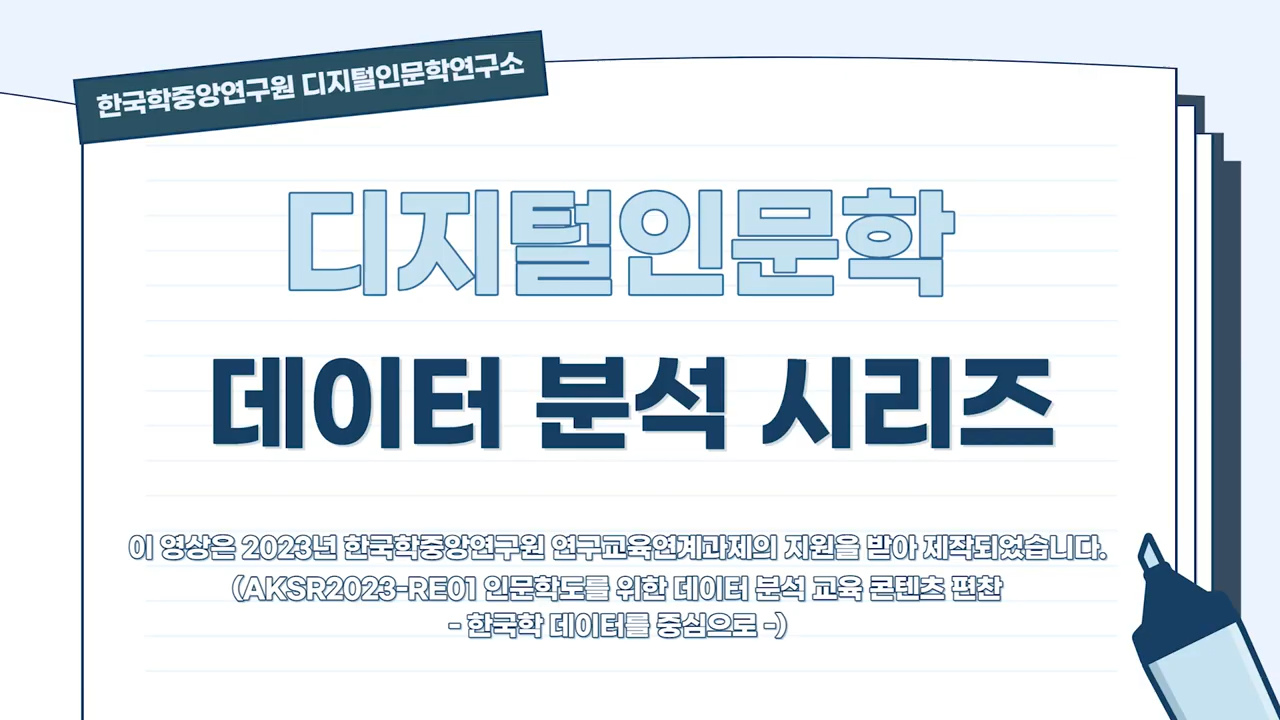 한국학중앙연구원 디지털인문학연구소
디지털인문학
데이터 분석 시리즈
이 영상은 2023년 한국학중앙연구원 연구교육연계과제의 지원을 받아 제작되었습니다.
(AKSR2023-RE01 인문학도를 위한 데이터 분석 교육 콘텐츠 편찬
- 한국학 데이터를 중심으로 -)